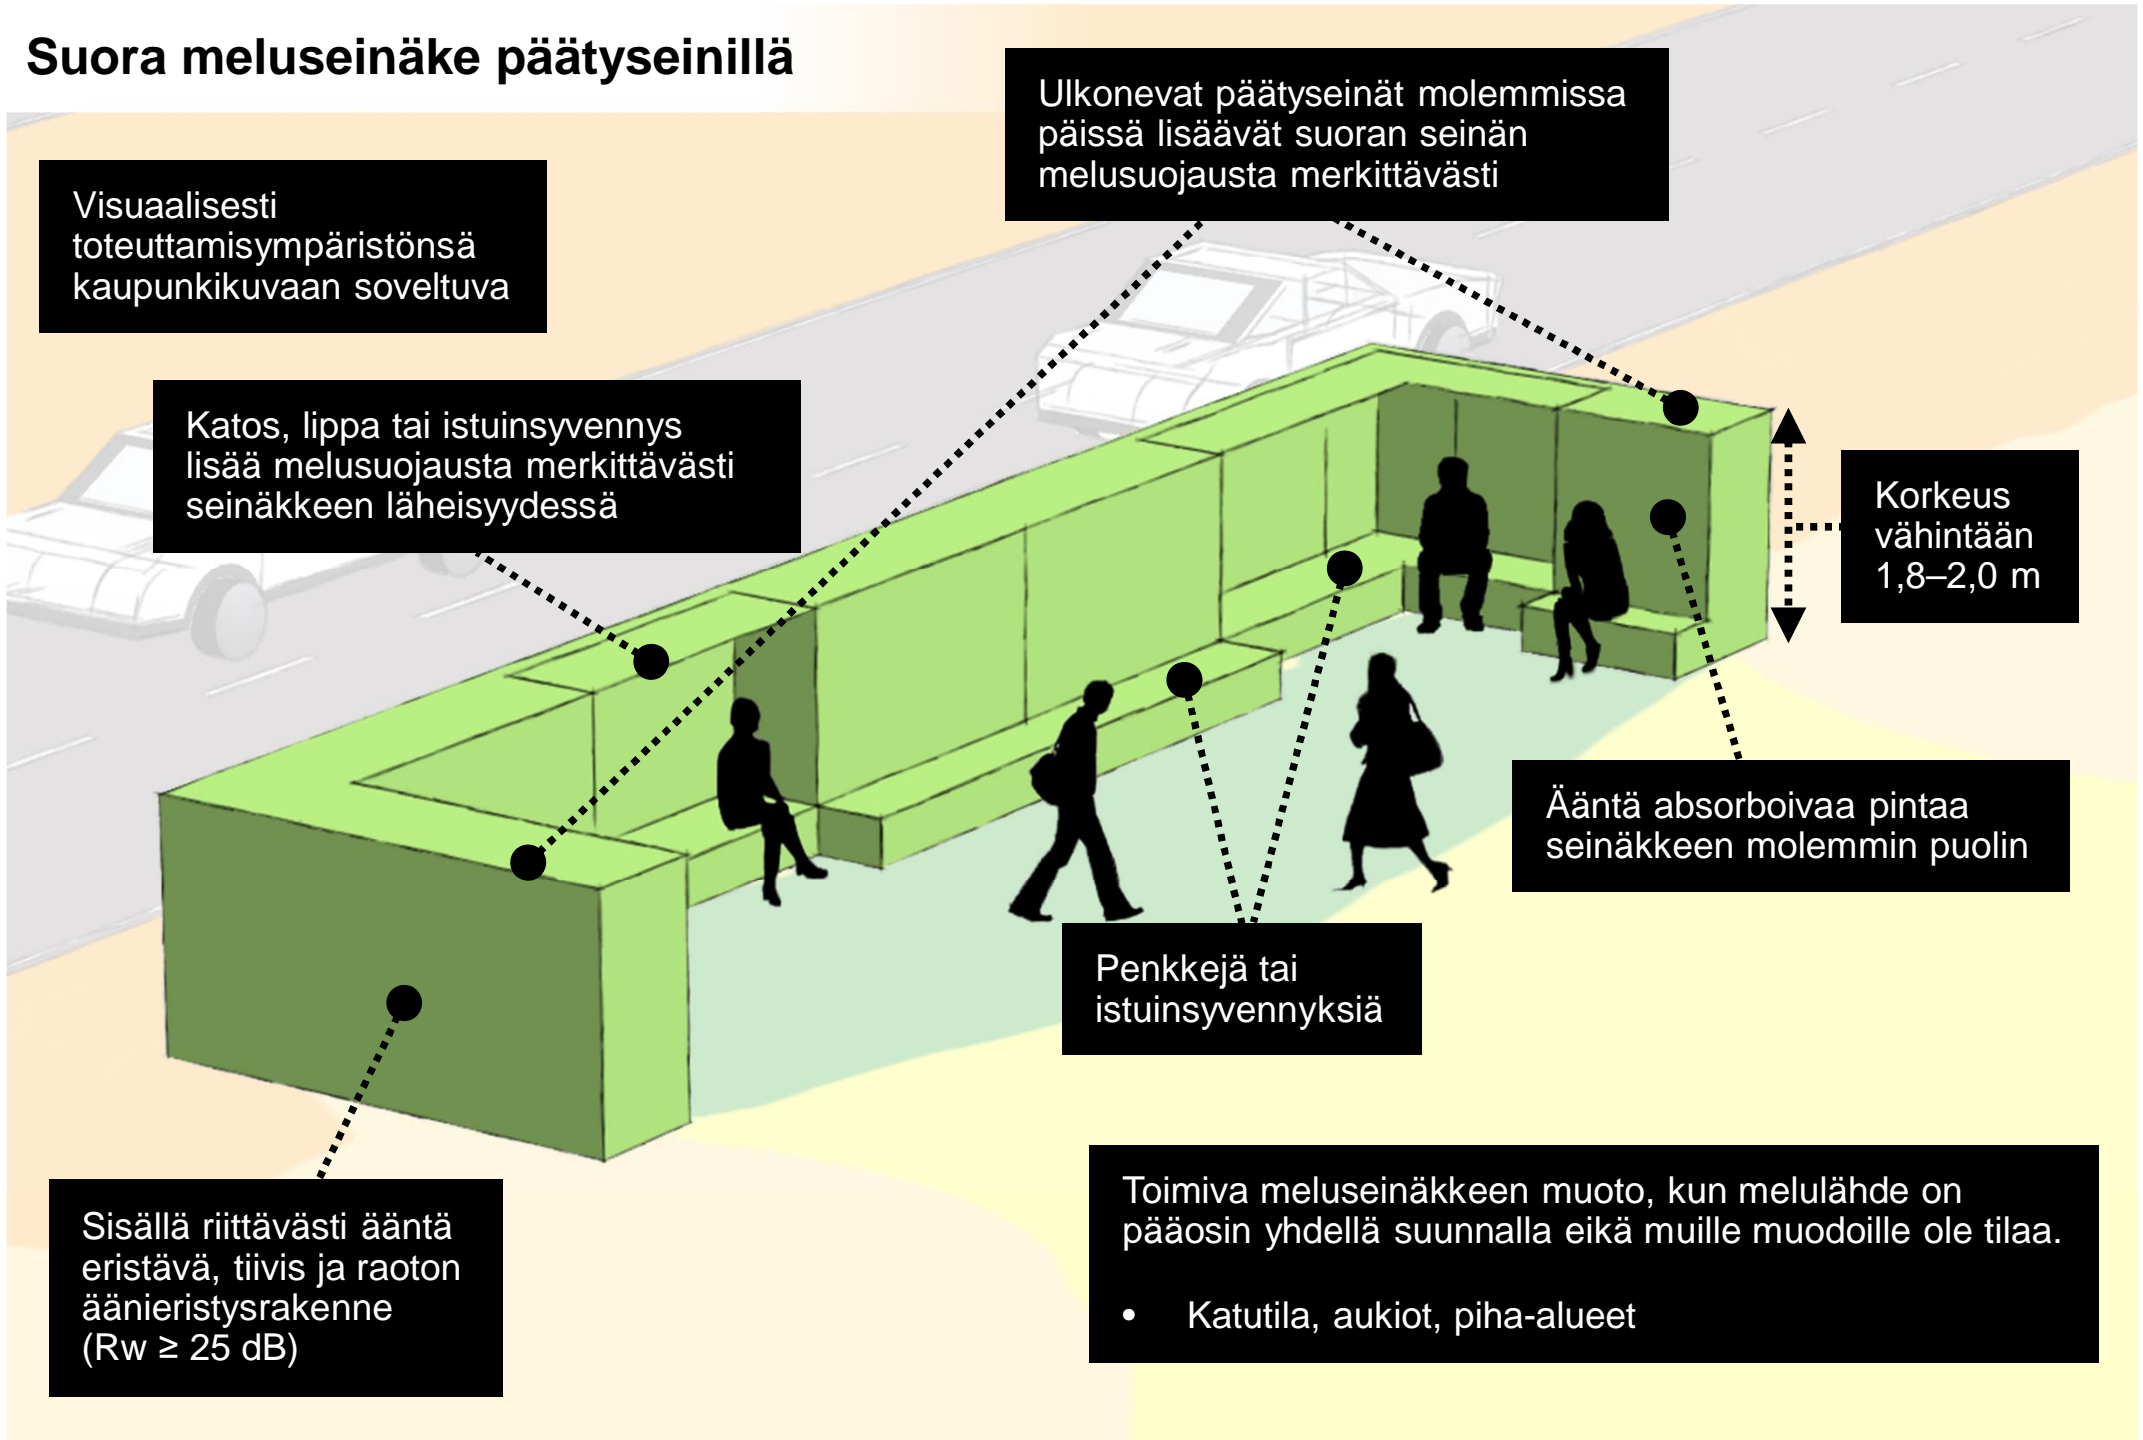 Suora meluseinäke päätyseinillä
Ulkonevat päätyseinät molemmissa
päissä lisäävät suoran seinän
melusuojausta merkittävästi
Visuaalisesti
toteuttamisympäristönsä
kaupunkikuvaan soveltuva
Katos, lippa tai istuinsyvennys
lisää melusuojausta merkittävästi
seinäkkeen läheisyydessä
Korkeus
vähintään
1,8–2,0 m
Ääntä absorboivaa pintaa
seinäkkeen molemmin puolin
Penkkejä tai
istuinsyvennyksiä
Sisällä riittävästi ääntä
eristävä, tiivis ja raoton
äänieristysrakenne
(Rw ≥ 25 dB)
Toimiva meluseinäkkeen muoto, kun melulähde on
pääosin yhdellä suunnalla eikä muille muodoille ole tilaa.
• Katutila, aukiot, piha-alueet